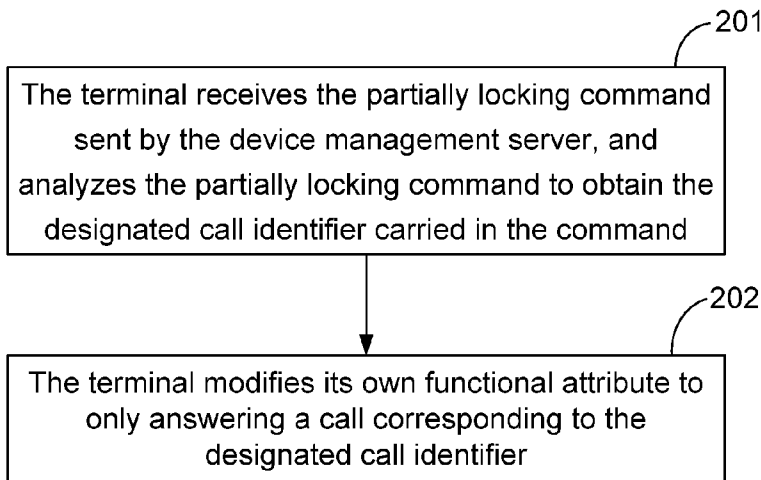 201
The terminal receives the partially locking command
sent by the device management server, and
analyzes the partially locking command to obtain the
designated call identifier carried in the command
202
The terminal modifies its own functional attribute to
only answering a call corresponding to the
designated call identifier